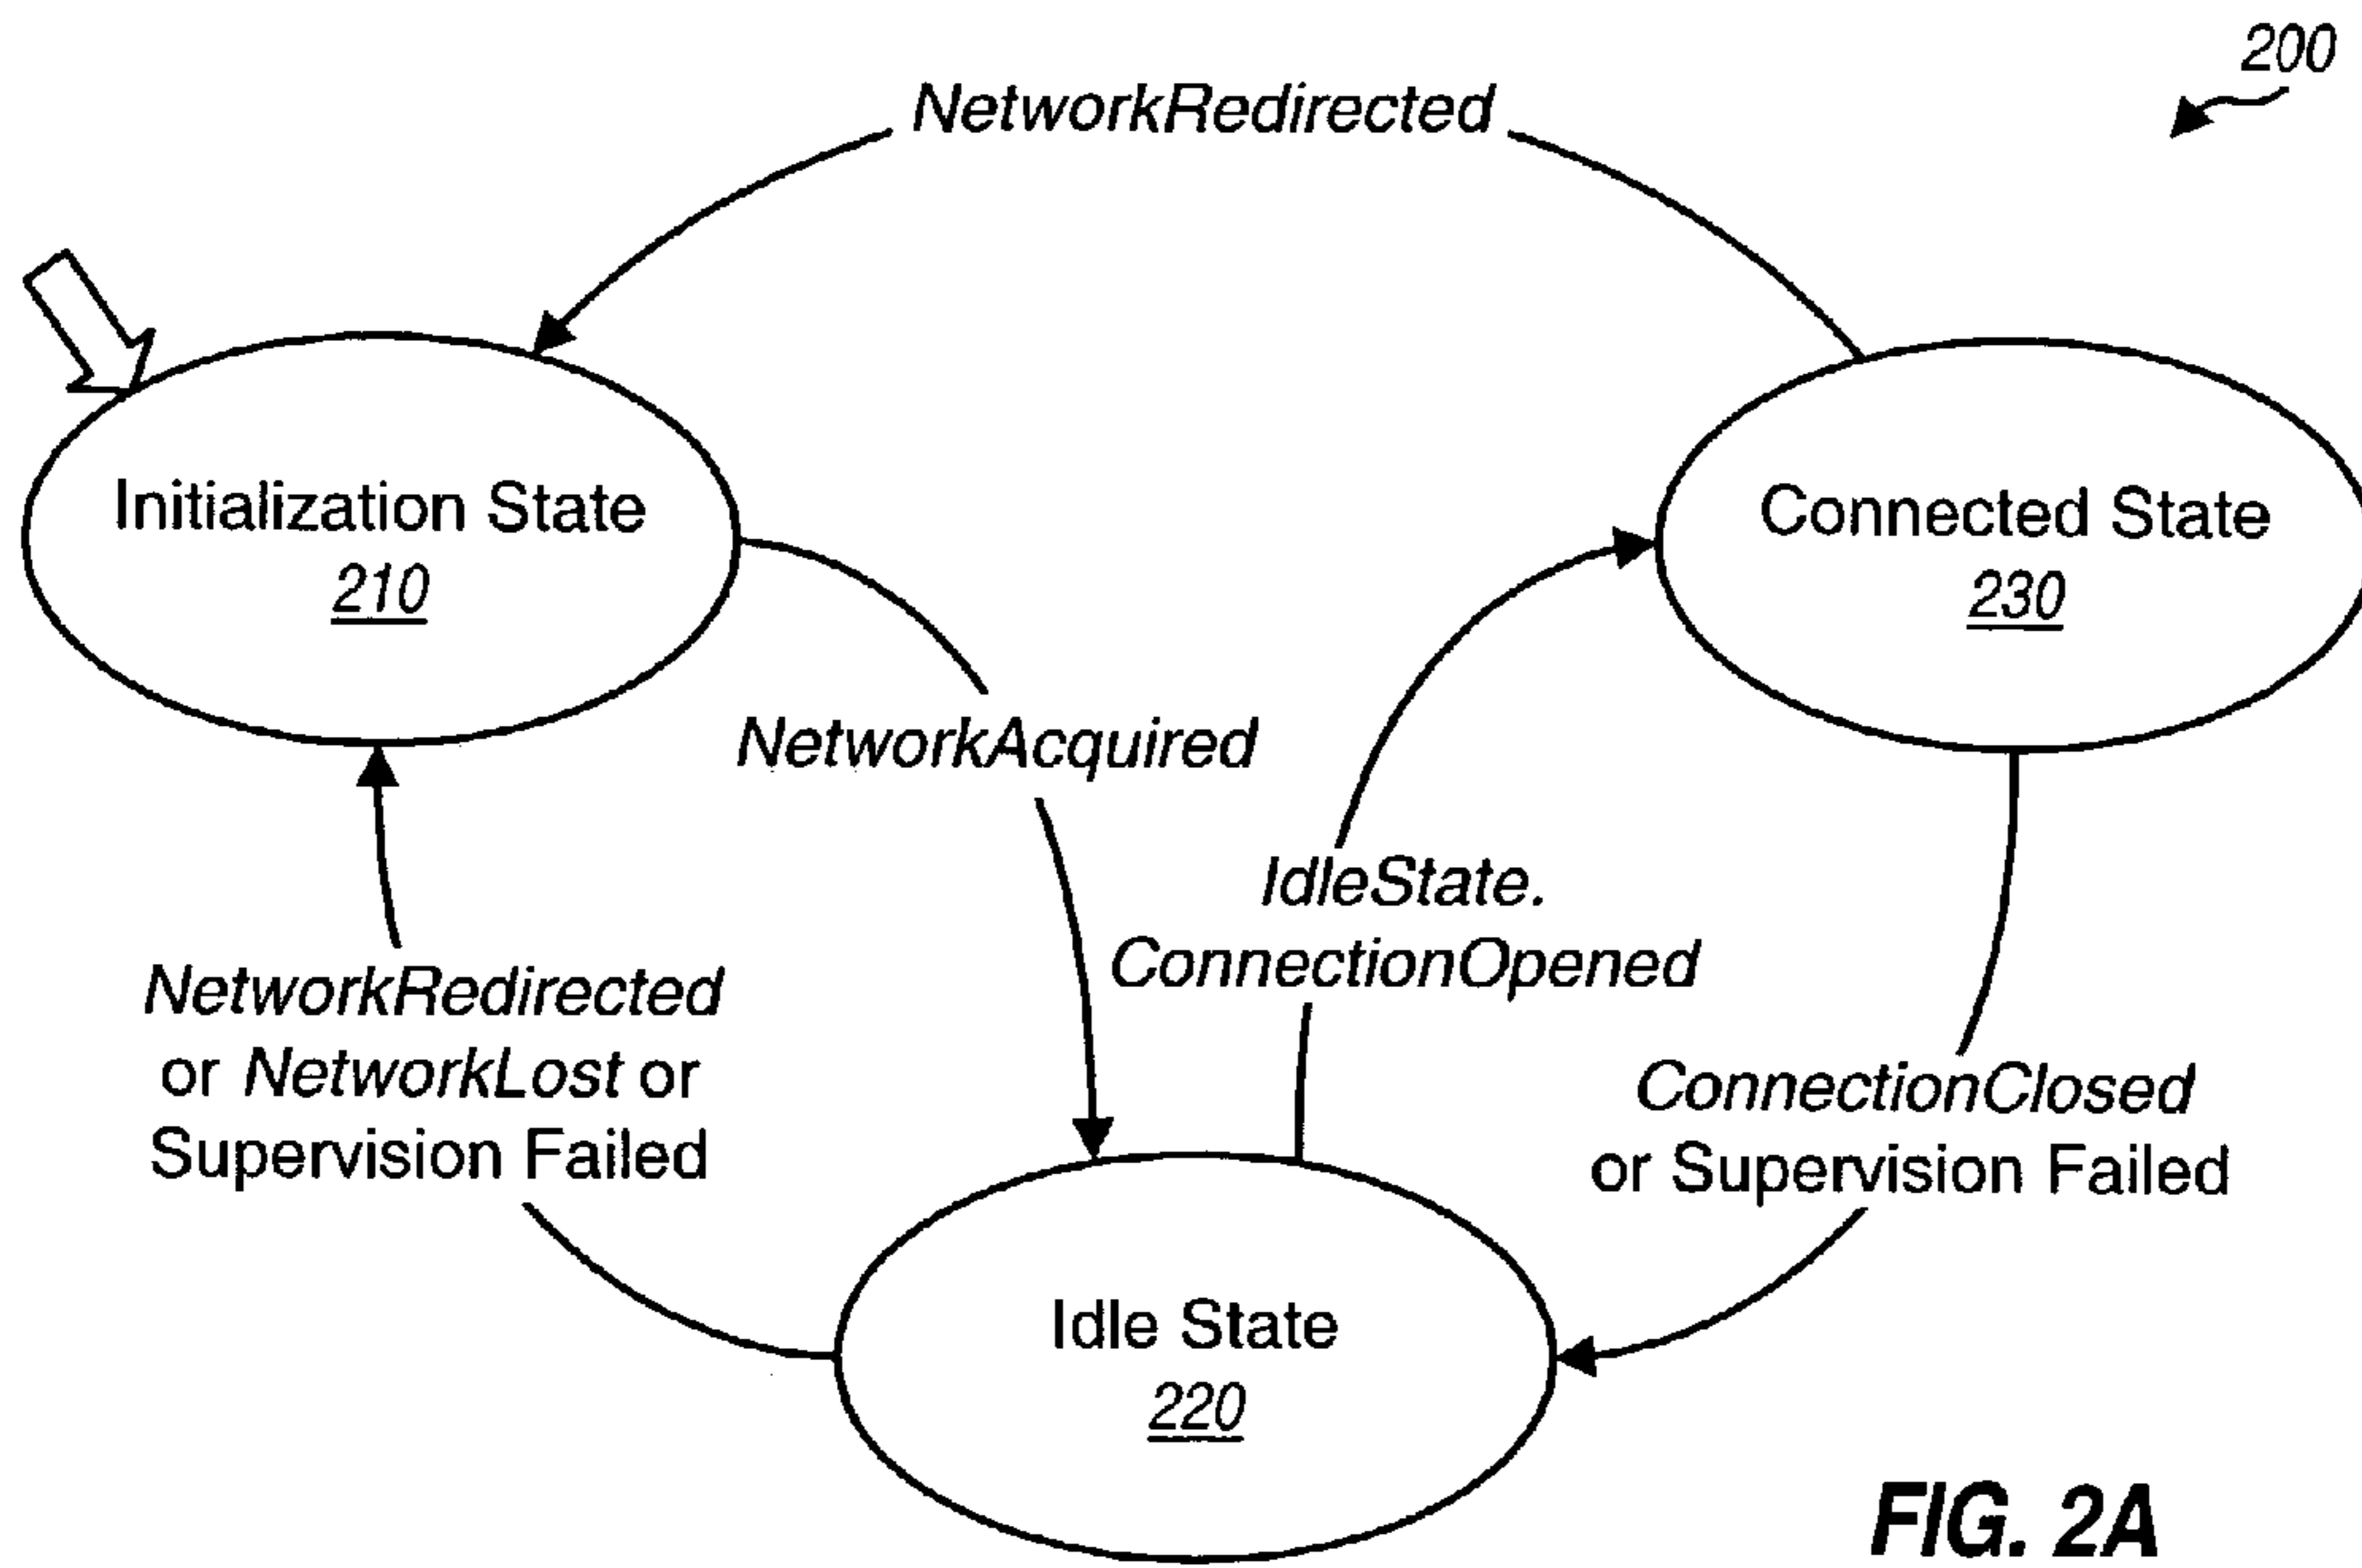 200
NetworkRedirected
Initialization State
210
Connected State
230
NetworkAcquired
IdleState.
ConnectionOpened
NetworkRedirected
or NetworkLost or
Supervision Failed
ConnectionClosed
or Supervision Failed
Idle State
220
FIG. 2A